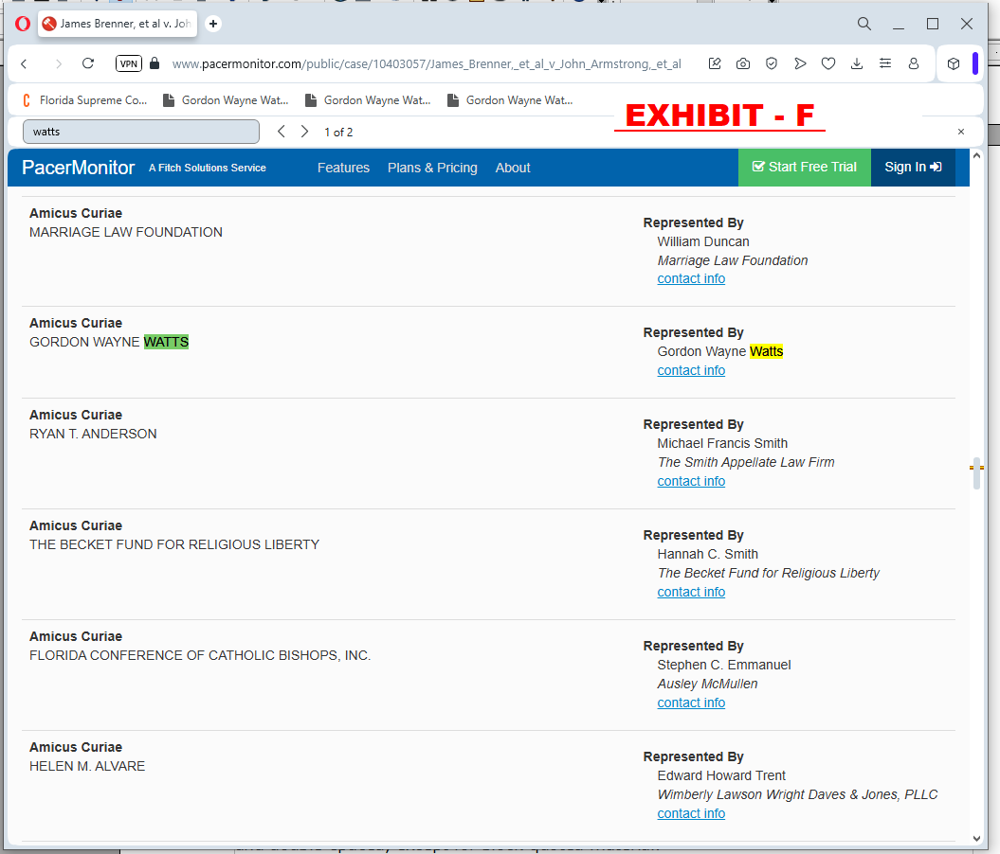 James Brenner, et al v. Joh
VPN www.pacermonitor.com/public/case/10403057/James_Brenner,_et_al_v_John_Armstrong,_et_al
Florida Supreme Co... Gordon Wayne Wat... Gordon Wayne Wat... Gordon Wayne Wat...
EXHIBIT - F
watts 1 of 2
PacerMonitor A Fitch Solutions Service Features Plans & Pricing About Start Free Trial Sign In
Amicus Curiae
MARRIAGE LAW FOUNDATION
Represented By
William Duncan
Marriage Law Foundation
contact info
Amicus Curiae
GORDON WAYNE WATTS
Represented By
Gordon Wayne Watts
contact info
Amicus Curiae
RYAN T. ANDERSON
Represented By
Michael Francis Smith
The Smith Appellate Law Firm
contact info
Amicus Curiae
THE BECKET FUND FOR RELIGIOUS LIBERTY
Represented By
Hannah C. Smith
The Becket Fund for Religious Liberty
contact info
Amicus Curiae
FLORIDA CONFERENCE OF CATHOLIC BISHOPS, INC.
Represented By
Stephen C. Emmanuel
Ausley McMullen
contact info
Amicus Curiae
HELEN M. ALVARE
Represented By
Edward Howard Trent
Wimberly Lawson Wright Daves & Jones, PLLC
contact info